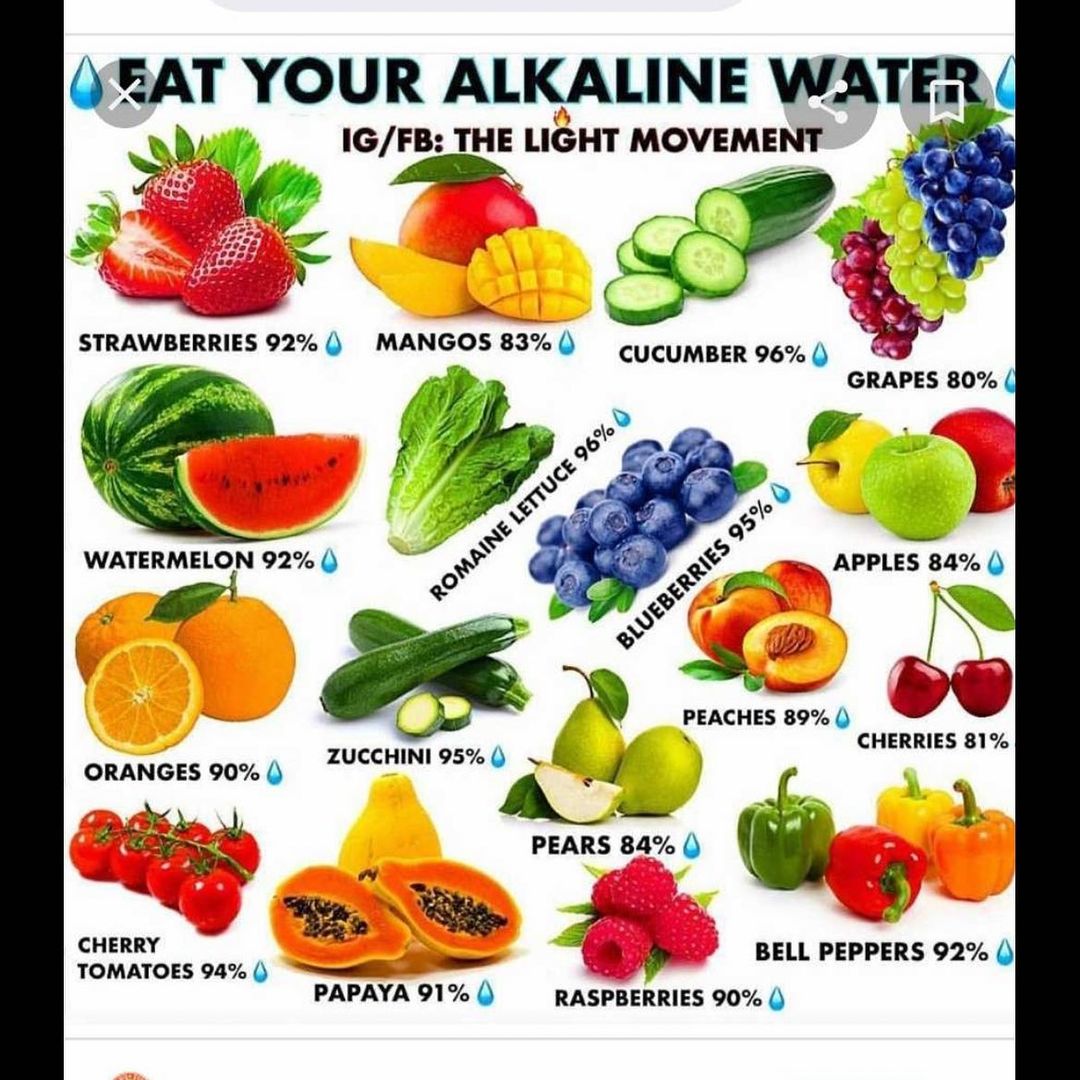 EAT YOUR ALKALINE WATER
IG/FB: THE LIGHT MOVEMENT
STRAWBERRIES 92%
MANGOS 83%
CUCUMBER 96%
GRAPES 80%
WATERMELON 92%
ROMAINE LETTUCE 96%
BLUEBERRIES 95%
APPLES 84%
ORANGES 90%
ZUCCHINI 95%
PEARS 84%
PEACHES 89%
CHERRIES 81%
CHERRY
TOMATOES 94%
PAPAYA 91%
RASPBERRIES 90%
BELL PEPPERS 92%